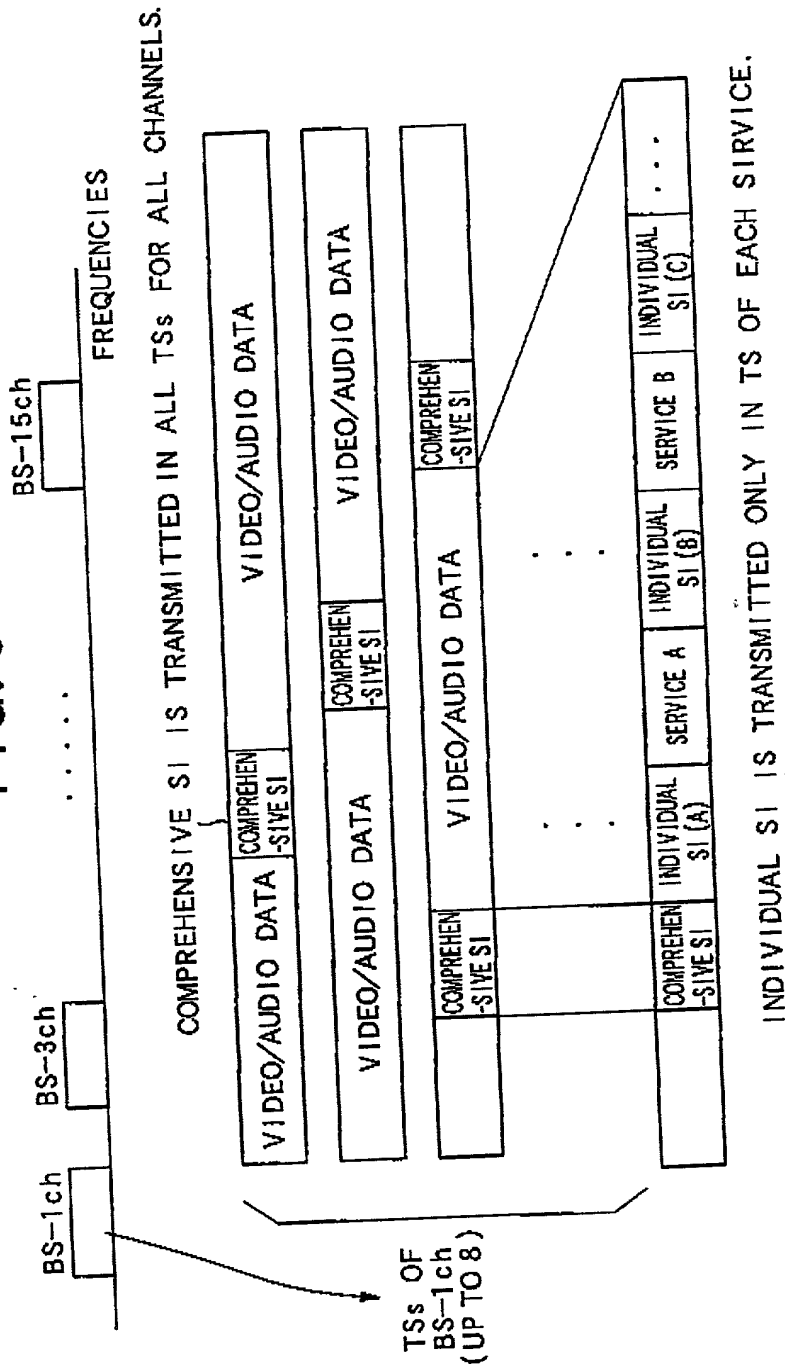 BS-1ch
BS-3ch
. . . . .
BS-15ch
FREQUENCIES
COMPREHENSIVE SI IS TRANSMITTED IN ALL TSs FOR ALL CHANNELS.
VIDEO/AUDIO DATA
COMPREHEN
-SIVE SI
VIDEO/AUDIO DATA
VIDEO/AUDIO DATA
COMPREHEN
-SIVE SI
VIDEO/AUDIO DATA
COMPREHEN
-SIVE SI
VIDEO/AUDIO DATA
COMPREHEN
-SIVE SI
TSs OF
BS-1ch
(UP TO 8)
. . .
. . .
COMPREHEN
-SIVE SI
INDIVIDUAL
SI (A)
SERVICE A
INDIVIDUAL
SI (B)
SERVICE B
INDIVIDUAL
SI (C)
. . .
INDIVIDUAL SI IS TRANSMITTED ONLY IN TS OF EACH SIRVICE.